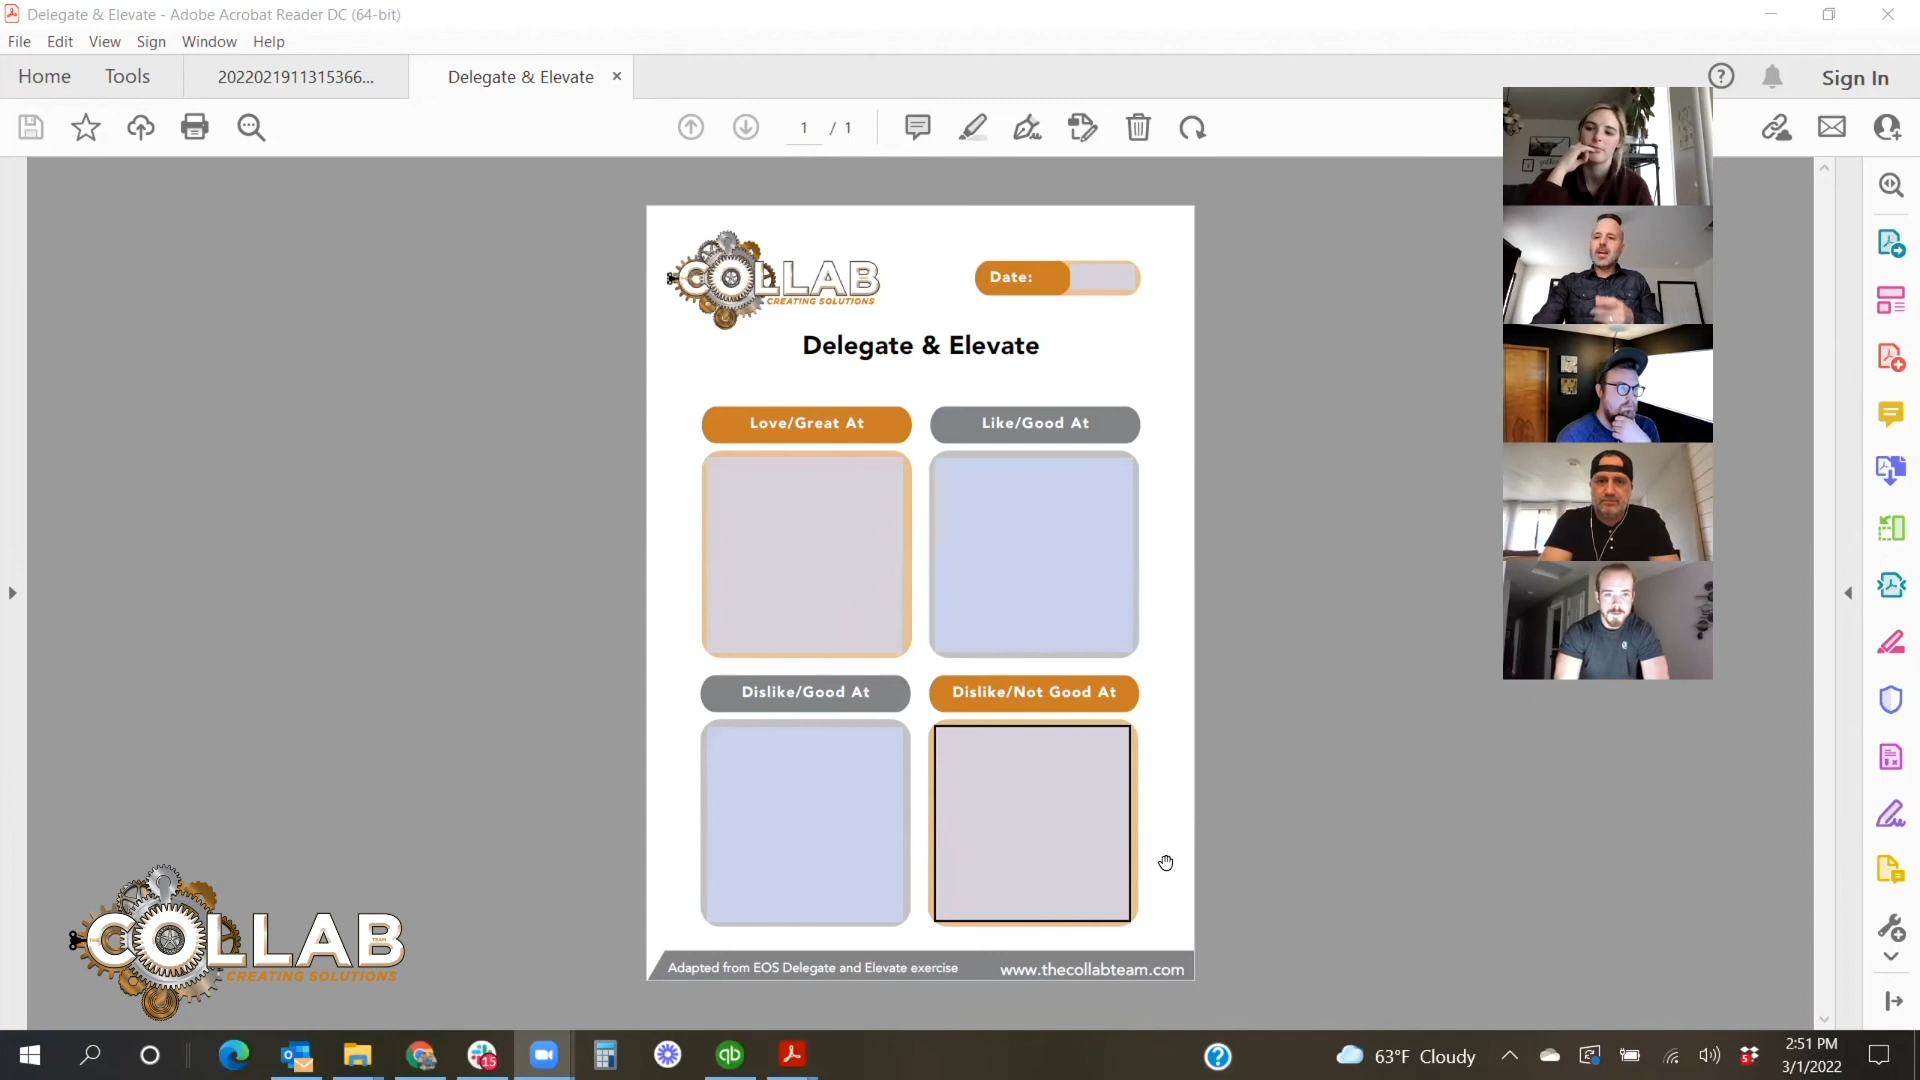 Delegate & Elevate - Adobe Acrobat Reader DC (64-bit)
File Edit View Sign Window Help
Home Tools 2022021911315366... Delegate & Elevate × Sign In
1 / 1
COLLAB
CREATING SOLUTIONS
Date:
Delegate & Elevate
Love/Great At Like/Good At
Dislike/Good At Dislike/Not Good At
Adapted from EOS Delegate and Elevate exercise www.thecollabteam.com
COLLAB
CREATING SOLUTIONS
15
qb
63°F Cloudy
2:51 PM
3/1/2022